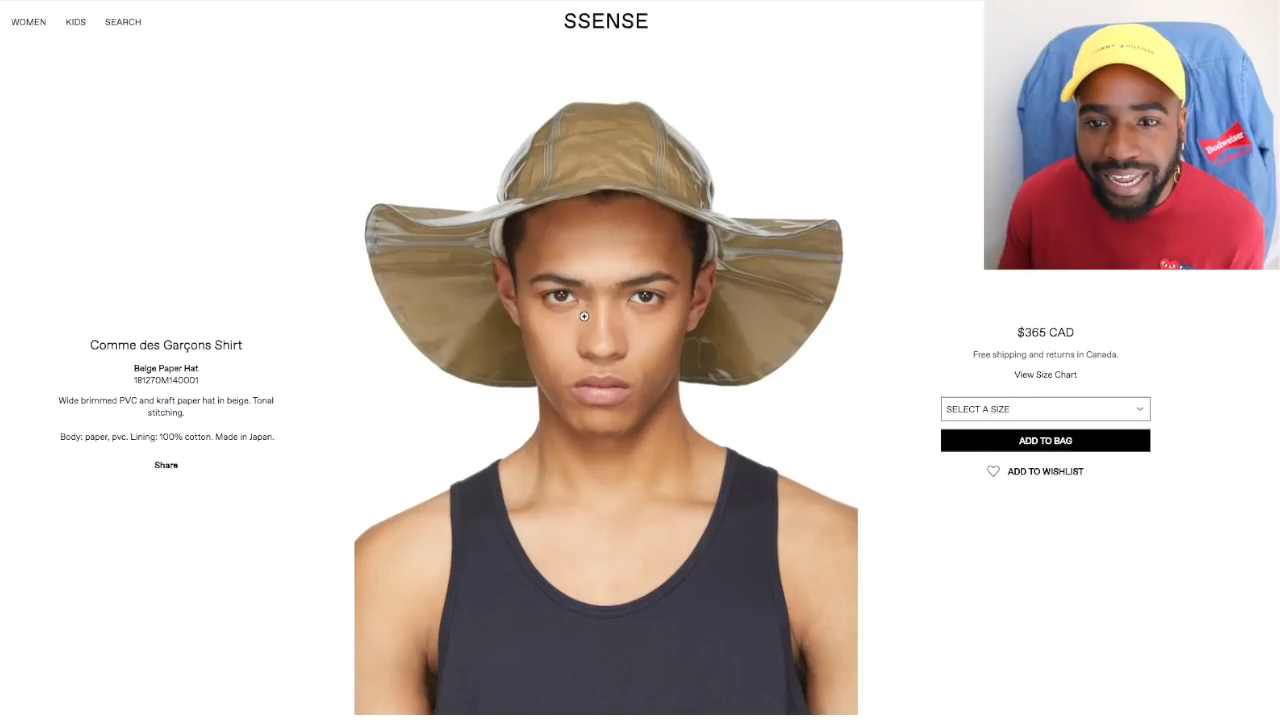 WOMEN KIDS SEARCH
SSENSE
TOMMY HILFIGER
Budweiser
Comme des Garçons Shirt
Beige Paper Hat
181270M140001
Wide brimmed PVC and kraft paper hat in beige. Tonal
stitching.
Body: paper, pvc. Lining: 100% cotton. Made in Japan.
Share
$365 CAD
Free shipping and returns in Canada.
View Size Chart
SELECT A SIZE
ADD TO BAG
ADD TO WISHLIST